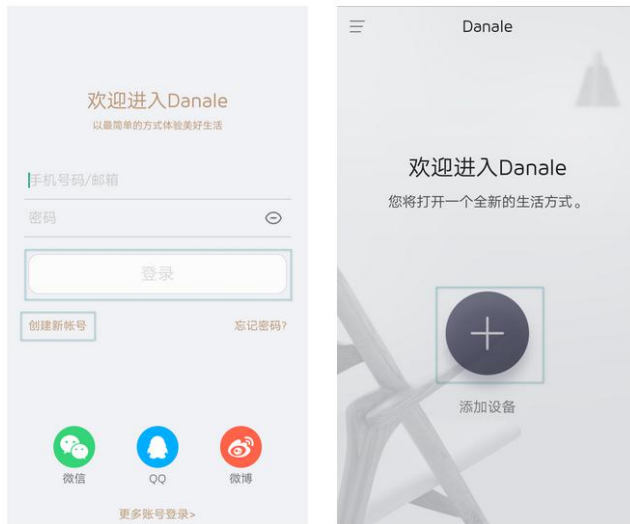 欢迎进入Danale
以最简单的方式体验美好生活
手机号码/邮箱
密码
登录
创建新帐号
忘记密码?
微信
QQ
微博
更多账号登录>
Danale
欢迎进入Danale
您将打开一个全新的生活方式。
添加设备